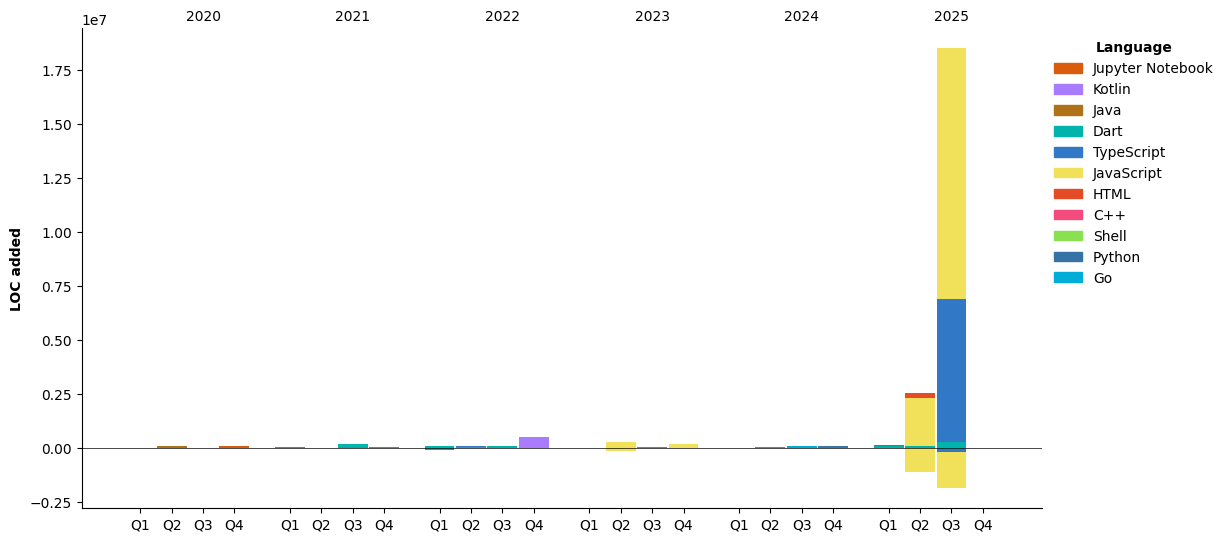 1e7
2020 2021 2022 2023 2024 2025
1.75
1.50
1.25
1.00
0.75
0.50
0.25
0.00
−0.25
LOC added
Q1 Q2 Q3 Q4 Q1 Q2 Q3 Q4 Q1 Q2 Q3 Q4 Q1 Q2 Q3 Q4 Q1 Q2 Q3 Q4 Q1 Q2 Q3 Q4
Language
Jupyter Notebook
Kotlin
Java
Dart
TypeScript
JavaScript
HTML
C++
Shell
Python
Go